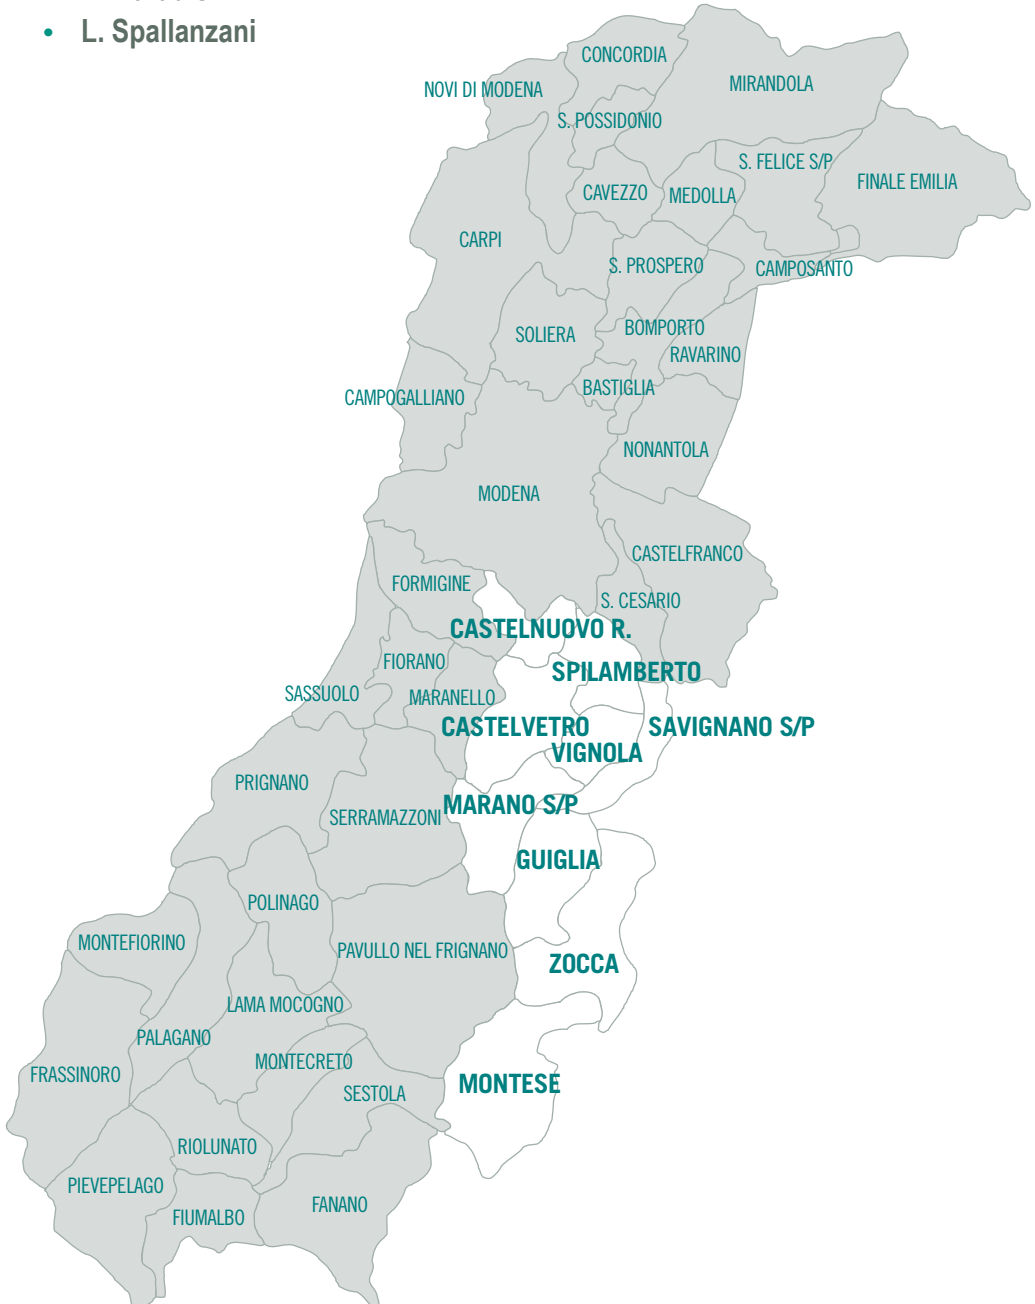 • L. Spallanzani
CONCORDIA
MIRANDOLA
NOVI DI MODENA
S. POSSIDONIO
S. FELICE S/P
FINALE EMILIA
CAVEZZO
MEDOLLA
CARPI
S. PROSPERO
CAMPOSANTO
SOLIERA
BOMPORTO
RAVARINO
BASTIGLIA
CAMPOGALLIANO
NONANTOLA
MODENA
CASTELFRANCO
FORMIGINE
S. CESARIO
CASTELNUOVO R.
FIORANO
SPILAMBERTO
SASSUOLO
MARANELLO
CASTELVETRO
SAVIGNANO S/P
VIGNOLA
PRIGNANO
MARANO S/P
SERRAMAZZONI
GUIGLIA
POLINAGO
MONTEFIORINO
PAVULLO NEL FRIGNANO
ZOCCA
LAMA MOCOGNO
PALAGANO
MONTECRETO
FRASSINORO
MONTESE
SESTOLA
RIOLUNATO
PIEVEPELAGO
FANANO
FIUMALBO